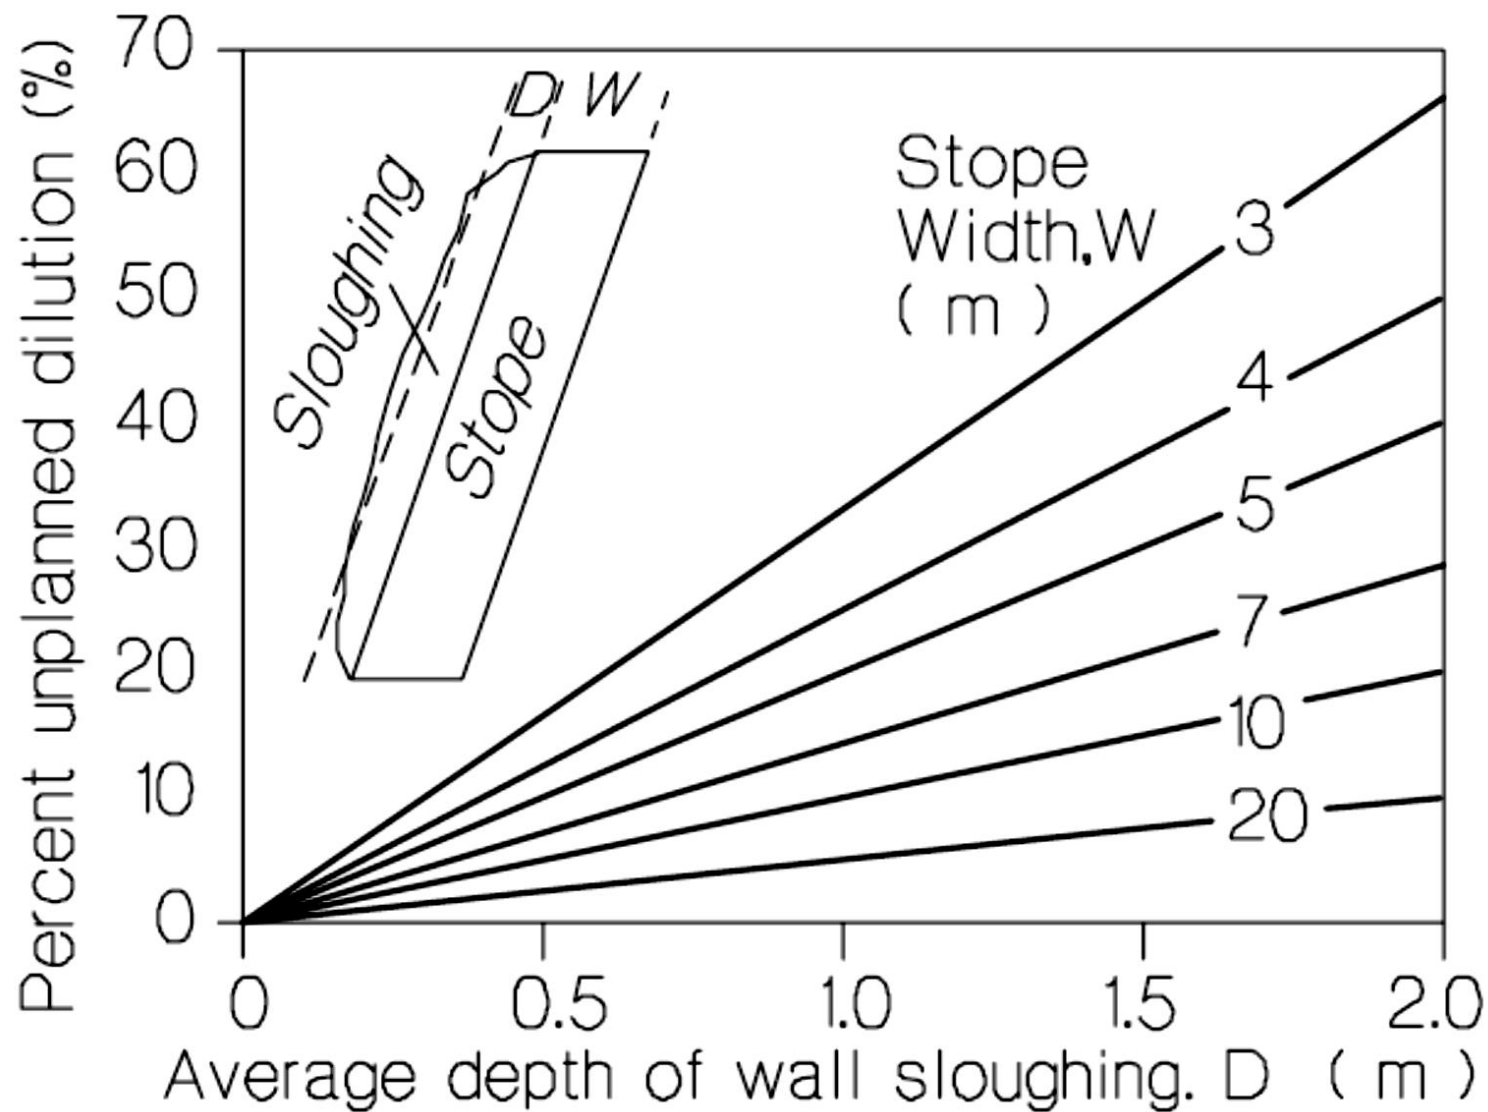 Percent unplanned dilution (%)
70
60
50
40
30
20
10
0
D W
Sloughing
Stope
Stope
Width,W
( m )
3
4
5
7
10
20
0 0.5 1.0 1.5 2.0
Average depth of wall sloughing. D ( m )